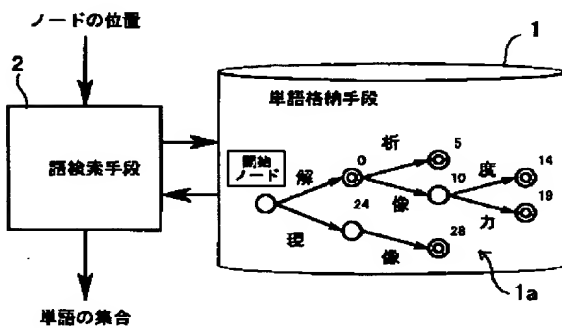 ノードの位置
1
2
単語格納手段
語検索手段
開始
ノード
解
0
析
5
像
10
度
14
力
19
現
24
像
28
1a
単語の集合